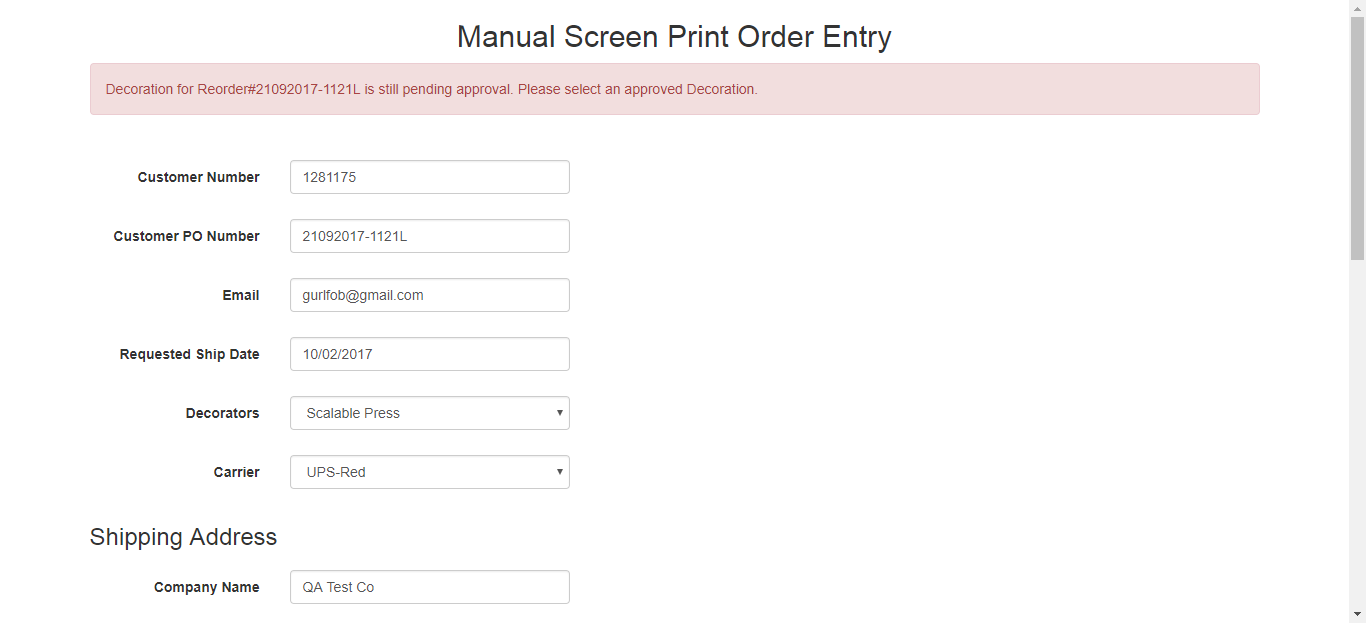 Manual Screen Print Order Entry
Decoration for Reorder#21092017-1121L is still pending approval. Please select an approved Decoration.
Customer Number 1281175
Customer PO Number 21092017-1121L
Email gurlfob@gmail.com
Requested Ship Date 10/02/2017
Decorators Scalable Press
Carrier UPS-Red
Shipping Address
Company Name QA Test Co